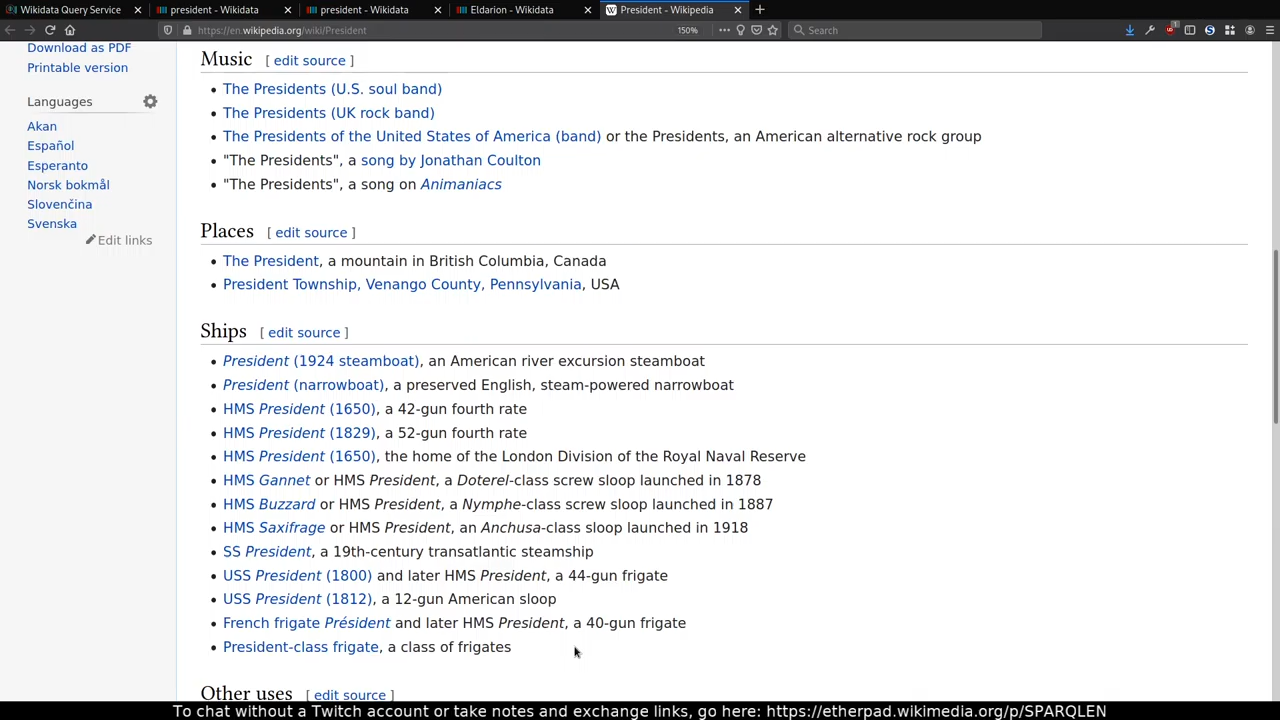 Wikidata Query Service
president - Wikidata
president - Wikidata
Eldarion - Wikidata
President - Wikipedia
https://en.wikipedia.org/wiki/President
150%
Search
Download as PDF
Printable version
Languages
Akan
Español
Esperanto
Norsk bokmål
Slovenčina
Svenska
Edit links
Music [ edit source ]
• The Presidents (U.S. soul band)
• The Presidents (UK rock band)
• The Presidents of the United States of America (band) or the Presidents, an American alternative rock group
• "The Presidents", a song by Jonathan Coulton
• "The Presidents", a song on Animaniacs
Places [ edit source ]
• The President, a mountain in British Columbia, Canada
• President Township, Venango County, Pennsylvania, USA
Ships [ edit source ]
• President (1924 steamboat), an American river excursion steamboat
• President (narrowboat), a preserved English, steam-powered narrowboat
• HMS President (1650), a 42-gun fourth rate
• HMS President (1829), a 52-gun fourth rate
• HMS President (1650), the home of the London Division of the Royal Naval Reserve
• HMS Gannet or HMS President, a Doterel-class screw sloop launched in 1878
• HMS Buzzard or HMS President, a Nymphe-class screw sloop launched in 1887
• HMS Saxifrage or HMS President, an Anchusa-class sloop launched in 1918
• SS President, a 19th-century transatlantic steamship
• USS President (1800) and later HMS President, a 44-gun frigate
• USS President (1812), a 12-gun American sloop
• French frigate Président and later HMS President, a 40-gun frigate
• President-class frigate, a class of frigates
Other uses [ edit source ]
To chat without a Twitch account or take notes and exchange links, go here: https://etherpad.wikimedia.org/p/SPARQLEN